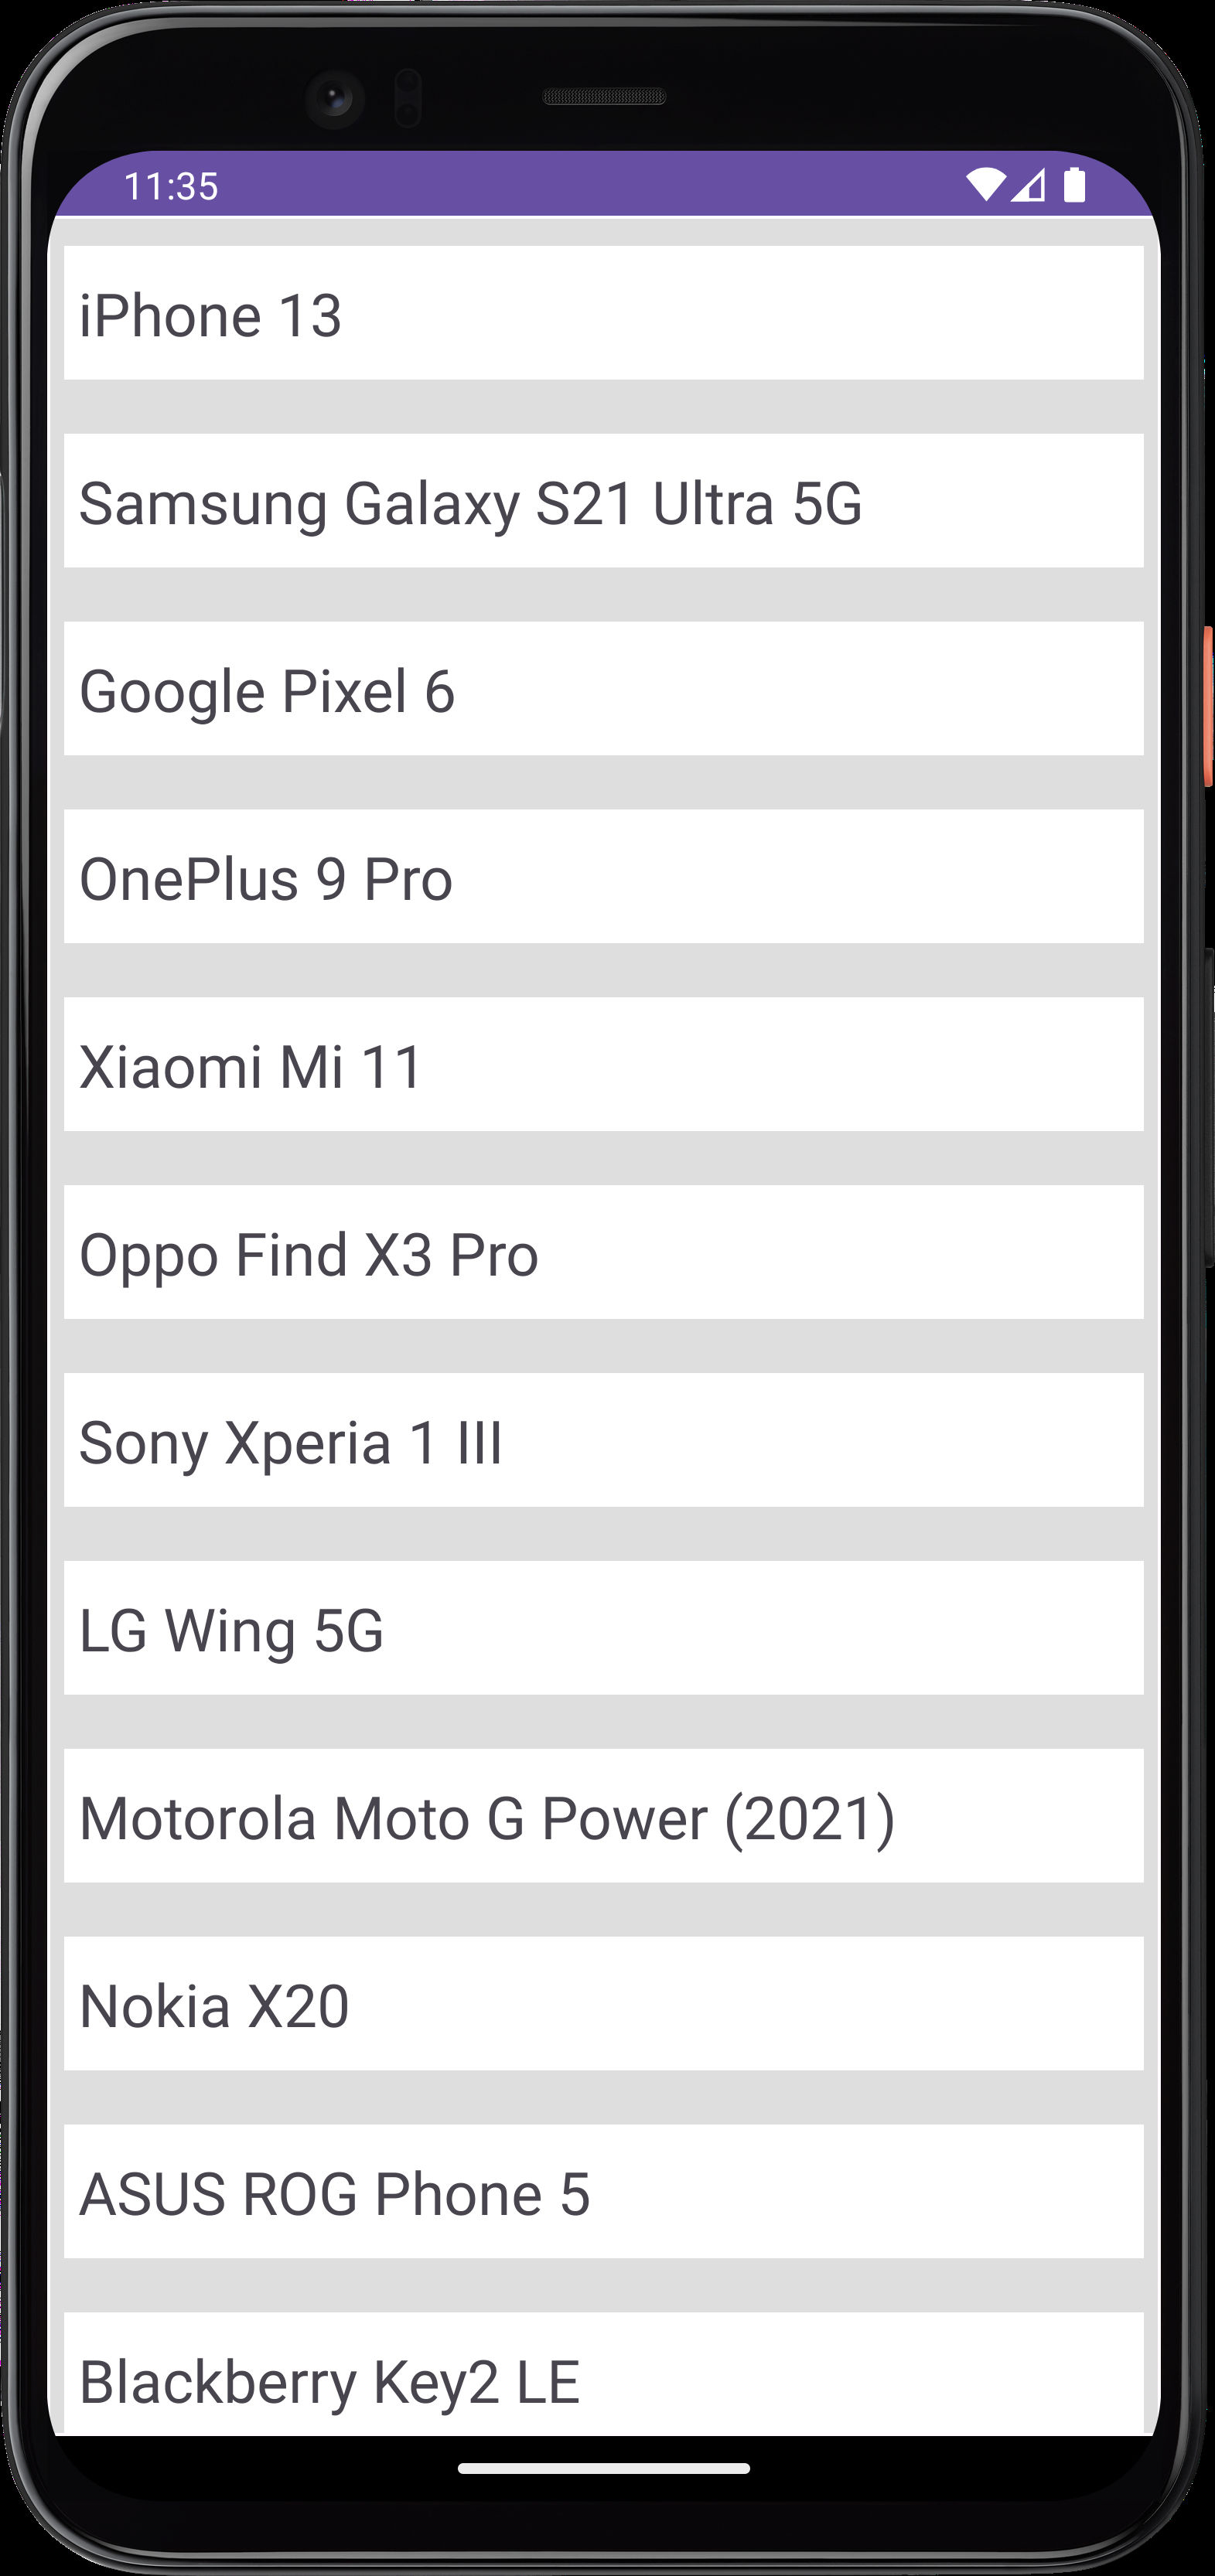 11:35
iPhone 13
Samsung Galaxy S21 Ultra 5G
Google Pixel 6
OnePlus 9 Pro
Xiaomi Mi 11
Oppo Find X3 Pro
Sony Xperia 1 III
LG Wing 5G
Motorola Moto G Power (2021)
Nokia X20
ASUS ROG Phone 5
Blackberry Key2 LE